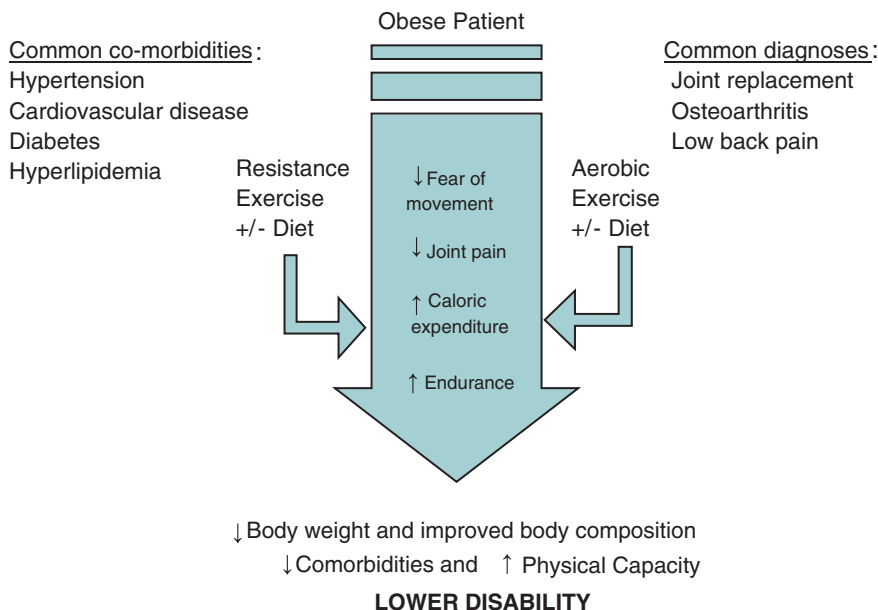 Obese Patient
Common co-morbidities:
Hypertension
Cardiovascular disease
Diabetes
Hyperlipidemia
Common diagnoses:
Joint replacement
Osteoarthritis
Low back pain
Resistance
Exercise
+/- Diet
↓ Fear of
movement
↓ Joint pain
↑ Caloric
expenditure
↑ Endurance
Aerobic
Exercise
+/- Diet
↓ Body weight and improved body composition
↓ Comorbidities and ↑ Physical Capacity
LOWER DISABILITY